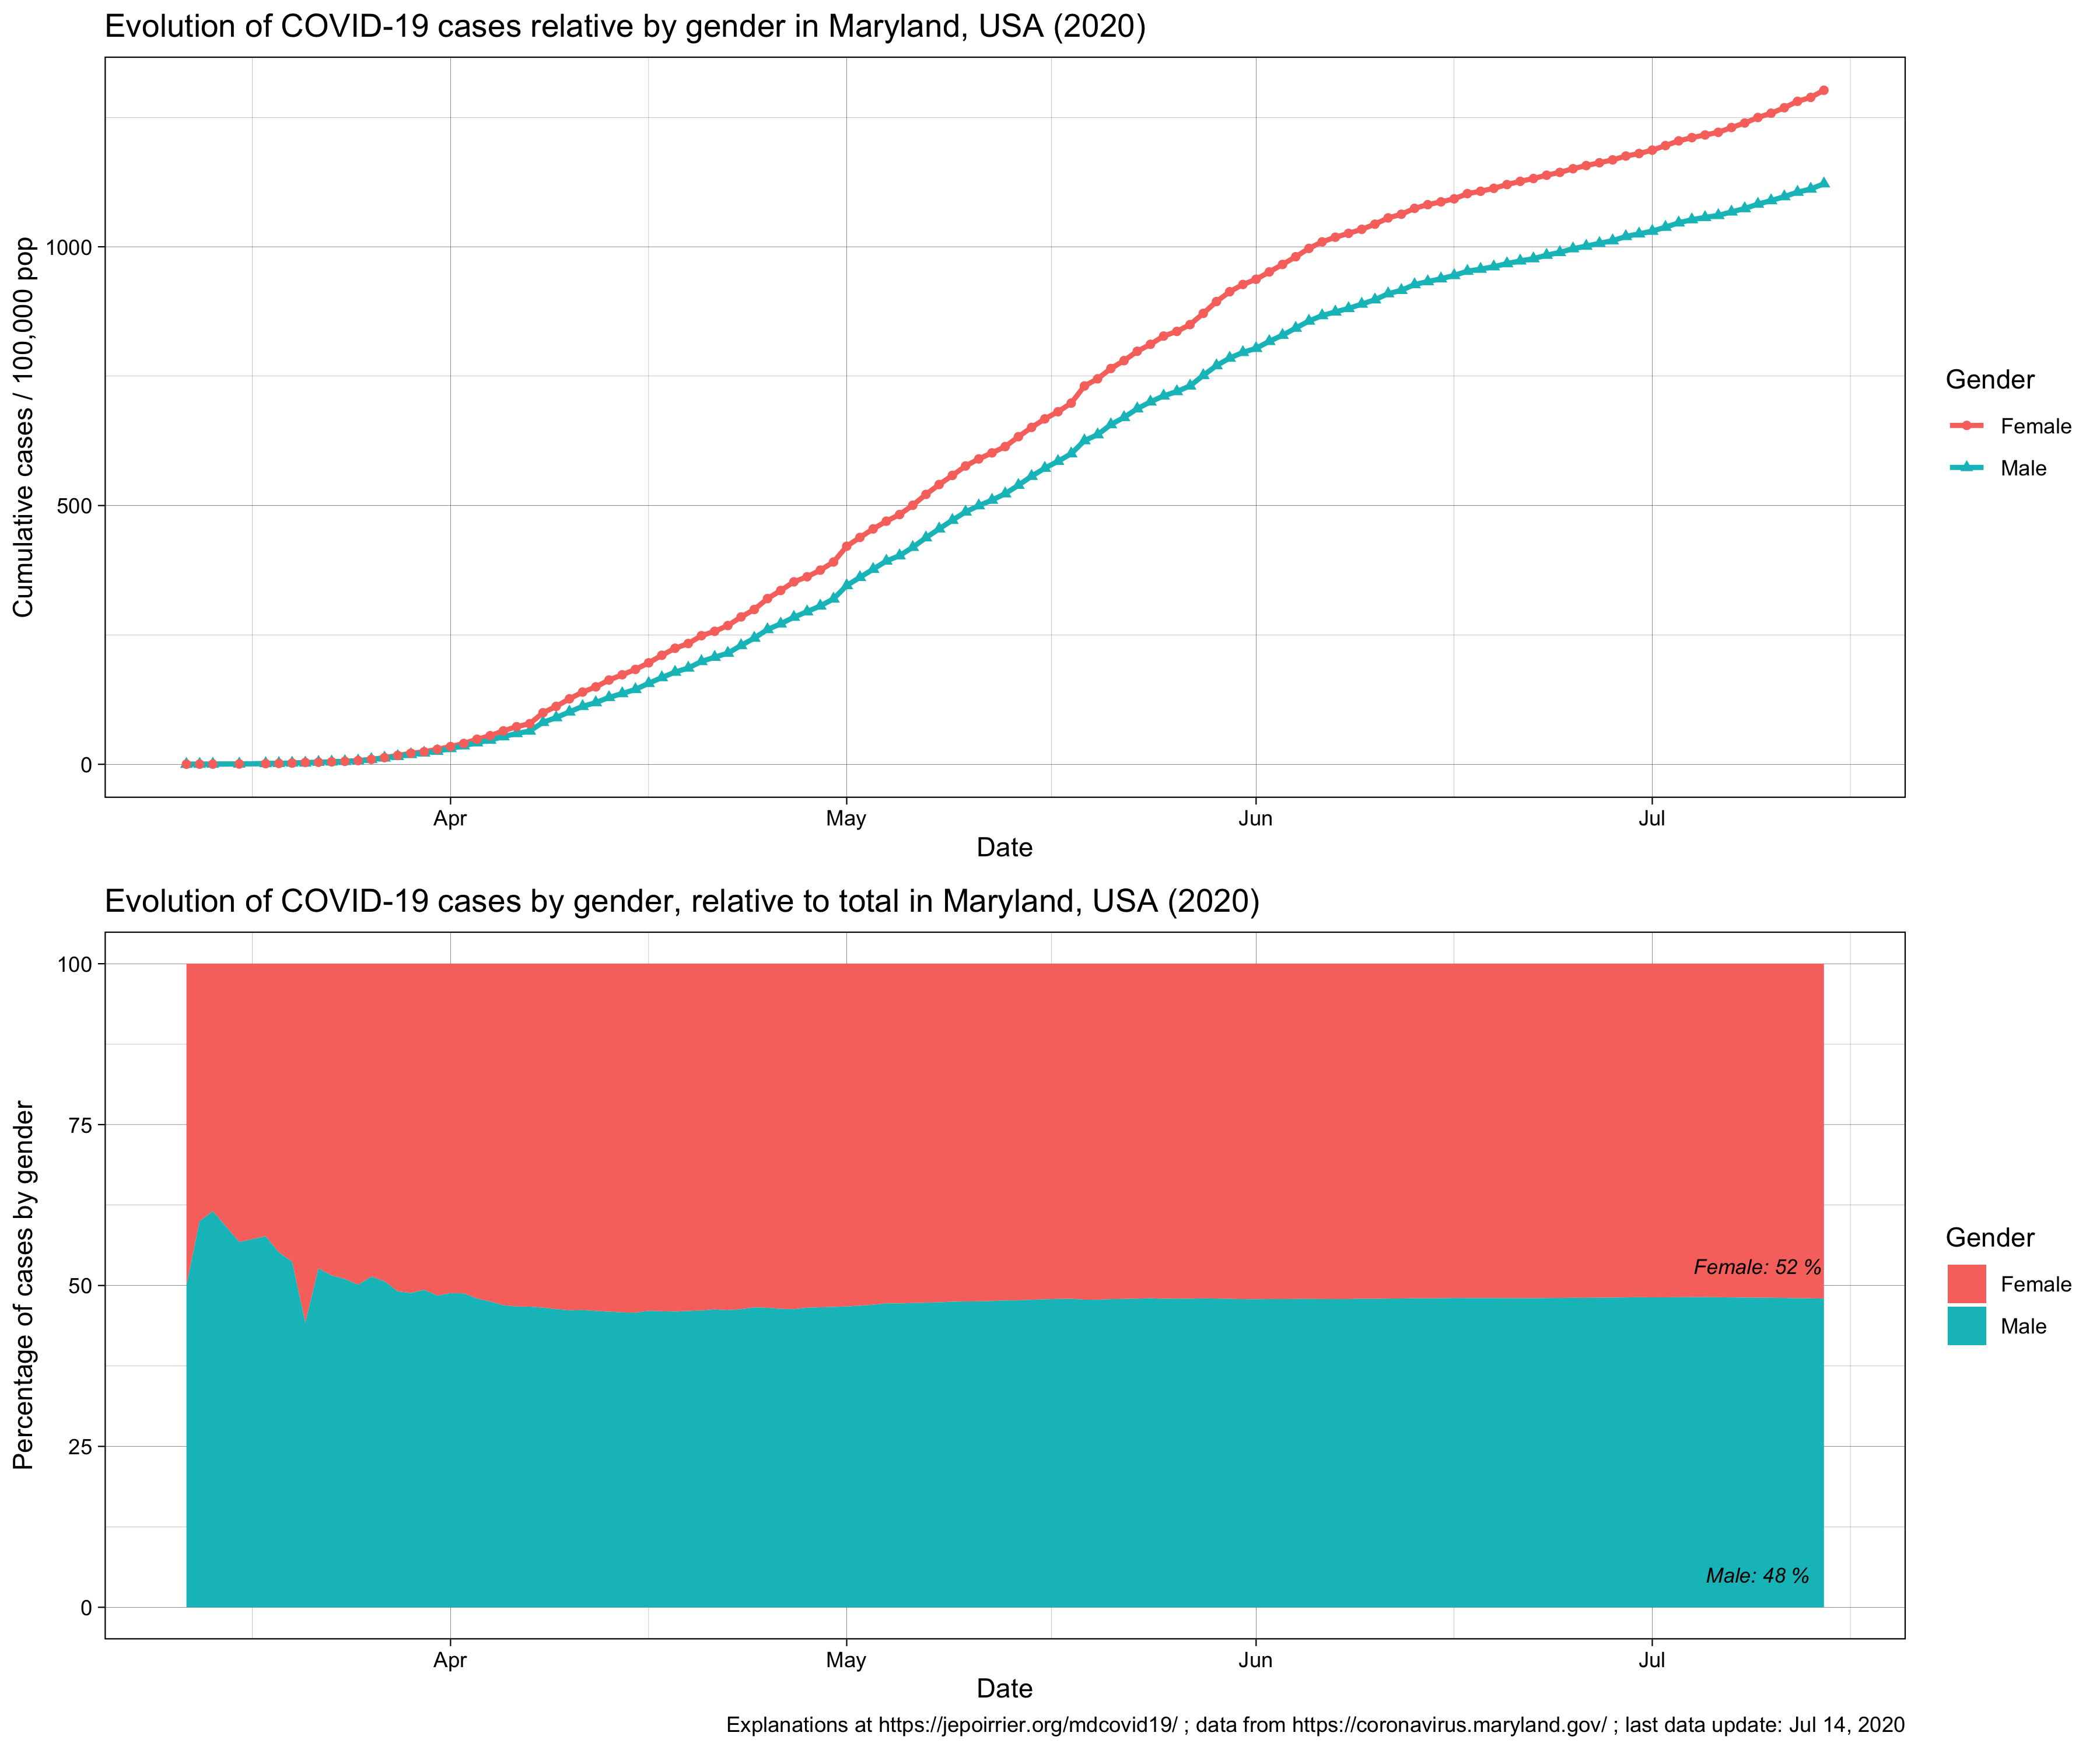 Evolution of COVID-19 cases relative by gender in Maryland, USA (2020)
Cumulative cases / 100,000 pop
1000
500
0
Apr
May
Jun
Jul
Date
Gender
Female
Male
Evolution of COVID-19 cases by gender, relative to total in Maryland, USA (2020)
Percentage of cases by gender
100
75
50
25
0
Female: 52 %
Male: 48 %
Apr
May
Jun
Jul
Date
Gender
Female
Male
Explanations at https://jepoirrier.org/mdcovid19/ ; data from https://coronavirus.maryland.gov/ ; last data update: Jul 14, 2020